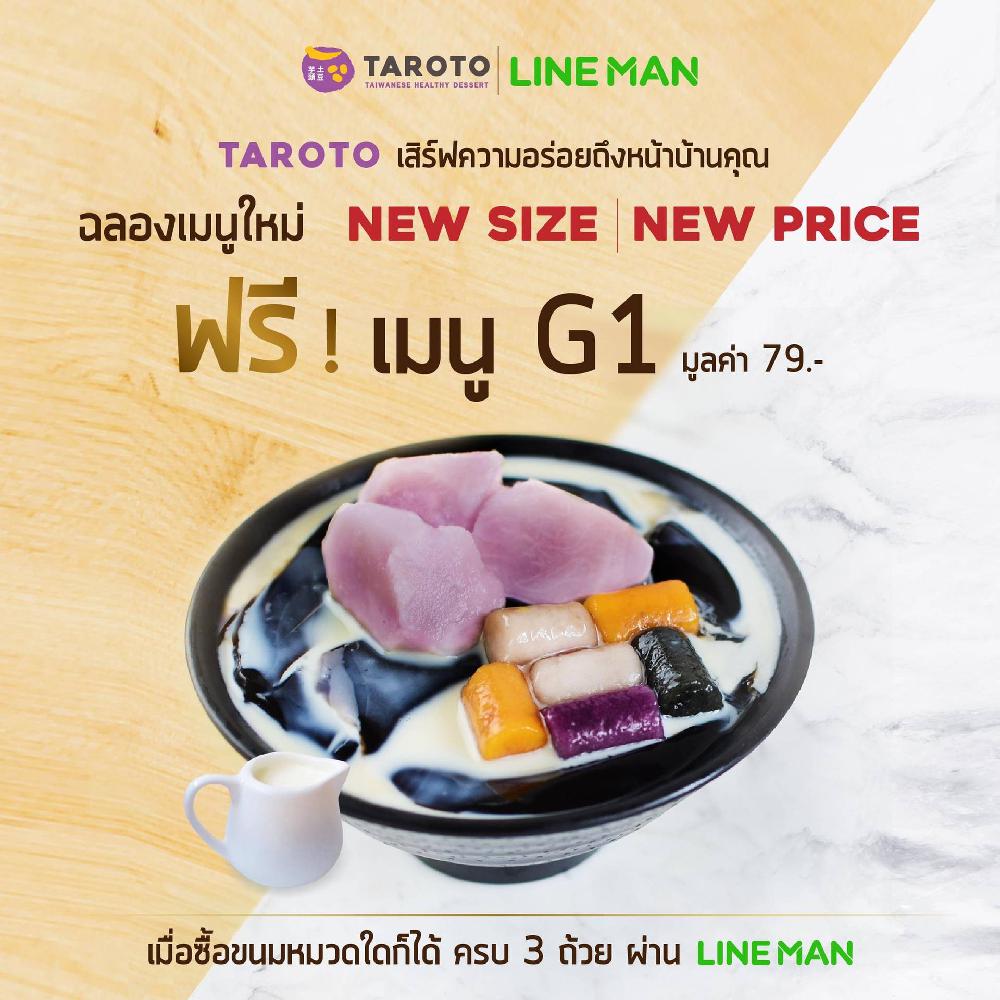 芋 土
頭 豆
TAROTO LINE MAN
TAIWANESE HEALTHY DESSERT
TAROTO เสิร์ฟความอร่อยถึงหน้าบ้านคุณ
ฉลองเมนูใหม่ NEW SIZE | NEW PRICE
ฟรี ! เมนู G1 มูลค่า 79.-
เมื่อซื้อขนมหมวดใดก็ได้ ครบ 3 ถ้วย ผ่าน LINE MAN